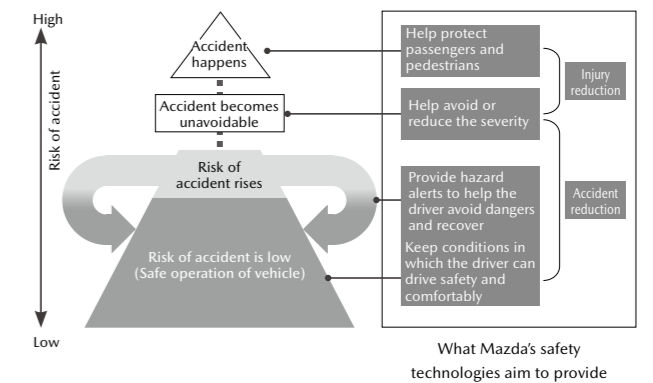 High
Risk of accident
Low
Accident
happens
Accident becomes
unavoidable
Risk of
accident rises
Risk of accident is low
(Safe operation of vehicle)
Help protect
passengers and
pedestrians
Help avoid or
reduce the severity
Provide hazard
alerts to help the
driver avoid dangers
and recover
Keep conditions in
which the driver can
drive safety and
comfortably
Injury
reduction
Accident
reduction
What Mazda's safety
technologies aim to provide